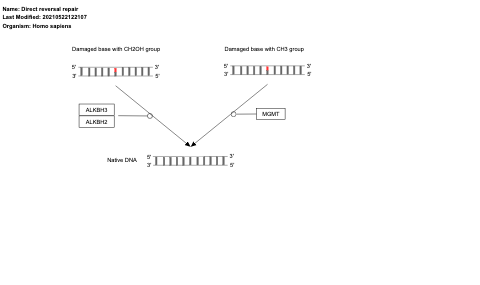 Name: Direct reversal repair
Last Modified: 20210522122107
Organism: Homo sapiens
Damaged base with CH2OH group
Damaged base with CH3 group
5' 3'
3' 5'
5' 3'
3' 5'
ALKBH3
ALKBH2
MGMT
Native DNA
5' 3'
3' 5'